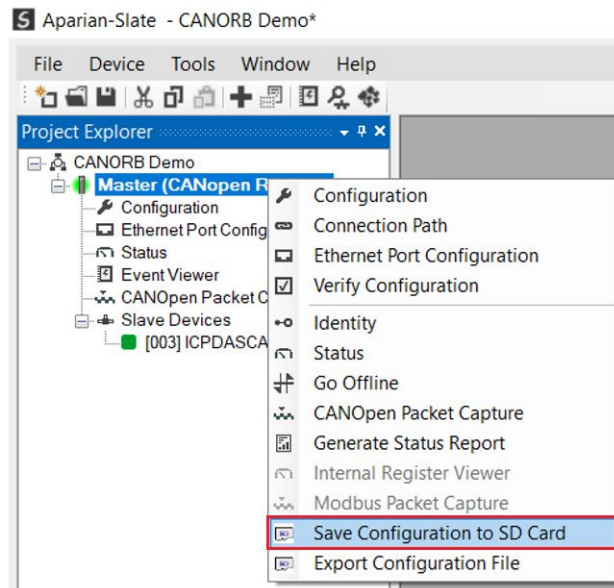 Aparian-Slate - CANORB Demo*
File Device Tools Window Help
Project Explorer
CANORB Demo
Master (CANopen R
Configuration
Ethernet Port Config
Status
Event Viewer
CANOpen Packet C
Slave Devices
[003] ICPDASCA
Configuration
Connection Path
Ethernet Port Configuration
Verify Configuration
Identity
Status
Go Offline
CANOpen Packet Capture
Generate Status Report
Internal Register Viewer
Modbus Packet Capture
Save Configuration to SD Card
Export Configuration File